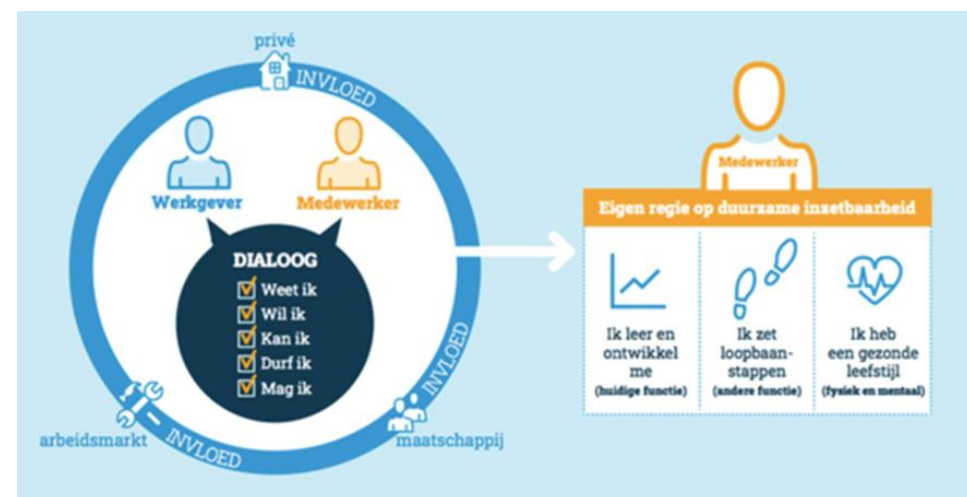 privé
INVLOED
Werkgever
Medewerker
DIALOOG
Weet ik
Wil ik
Kan ik
Durf ik
Mag ik
INVLOED
arbeidsmarkt
INVLOED
maatschappij
Medewerker
Eigen regie op duurzame inzetbaarheid
Ik leer en
ontwikkel
me
(huidige functie)
Ik zet
loopbaan-
stappen
(andere functie)
Ik heb
een gezonde
leefstijl
(fysiek en mentaal)